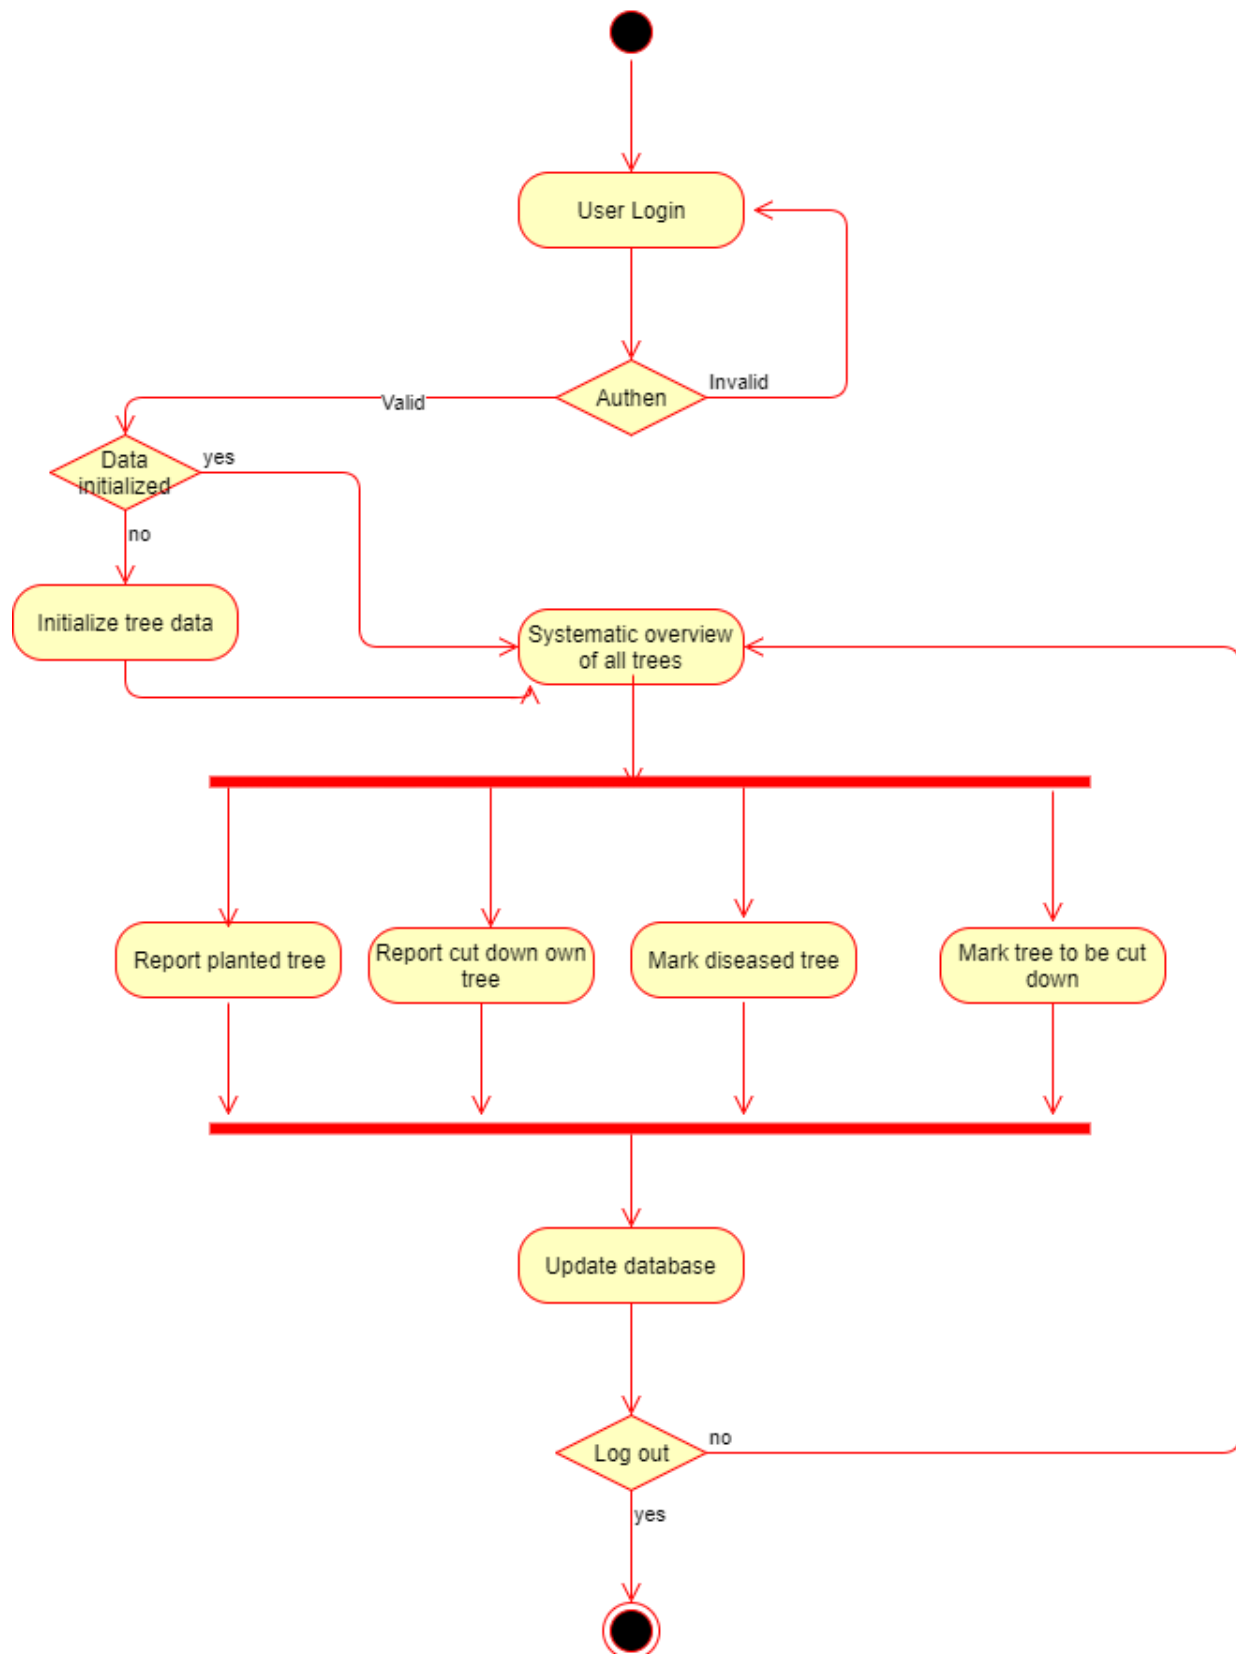 User Login
Authen
Invalid
Valid
Data
initialized
yes
no
Initialize tree data
Systematic overview
of all trees
Report planted tree
Report cut down own
tree
Mark diseased tree
Mark tree to be cut
down
Update database
Log out
no
yes